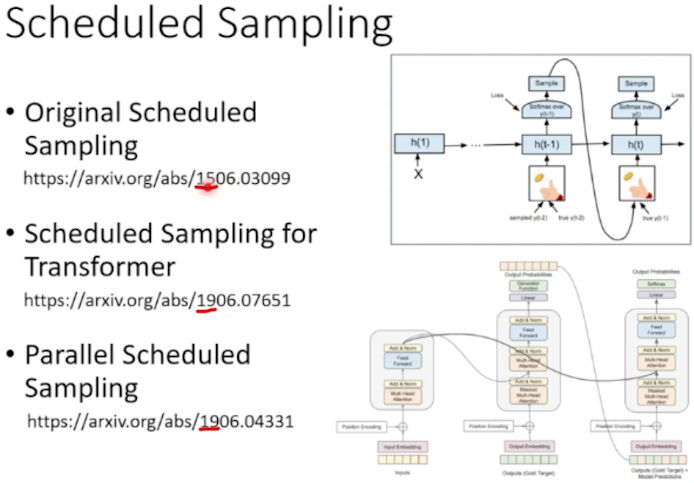 Scheduled Sampling
• Original Scheduled
Sampling
https://arxiv.org/abs/1506.03099
• Scheduled Sampling for
Transformer
https://arxiv.org/abs/1906.07651
• Parallel Scheduled
Sampling
https://arxiv.org/abs/1906.04331
Sample
Sample
Loss
Loss
Softmax over
y(t-1)
Softmax over
y(t)
h(1)
h(t-1)
h(t)
X
sampled y(t-2)
true y(t-2)
true y(t-1)
Output Probabilities
Output Probabilities
Generator
Function
Softmax
Linear
Linear
Add & Norm
Feed
Forward
Add & Norm
Multi-Head
Attention
Position Encoding
Input Embedding
Inputs
Add & Norm
Feed
Forward
Add & Norm
Multi-Head
Attention
Add & Norm
Masked
Multi-Head
Attention
Position Encoding
Output Embedding
Outputs (Gold Target)
Add & Norm
Feed
Forward
Add & Norm
Multi-Head
Attention
Add & Norm
Masked
Multi-Head
Attention
Position Encoding
Output Embedding
Outputs (Gold Target) +
Model Predictions